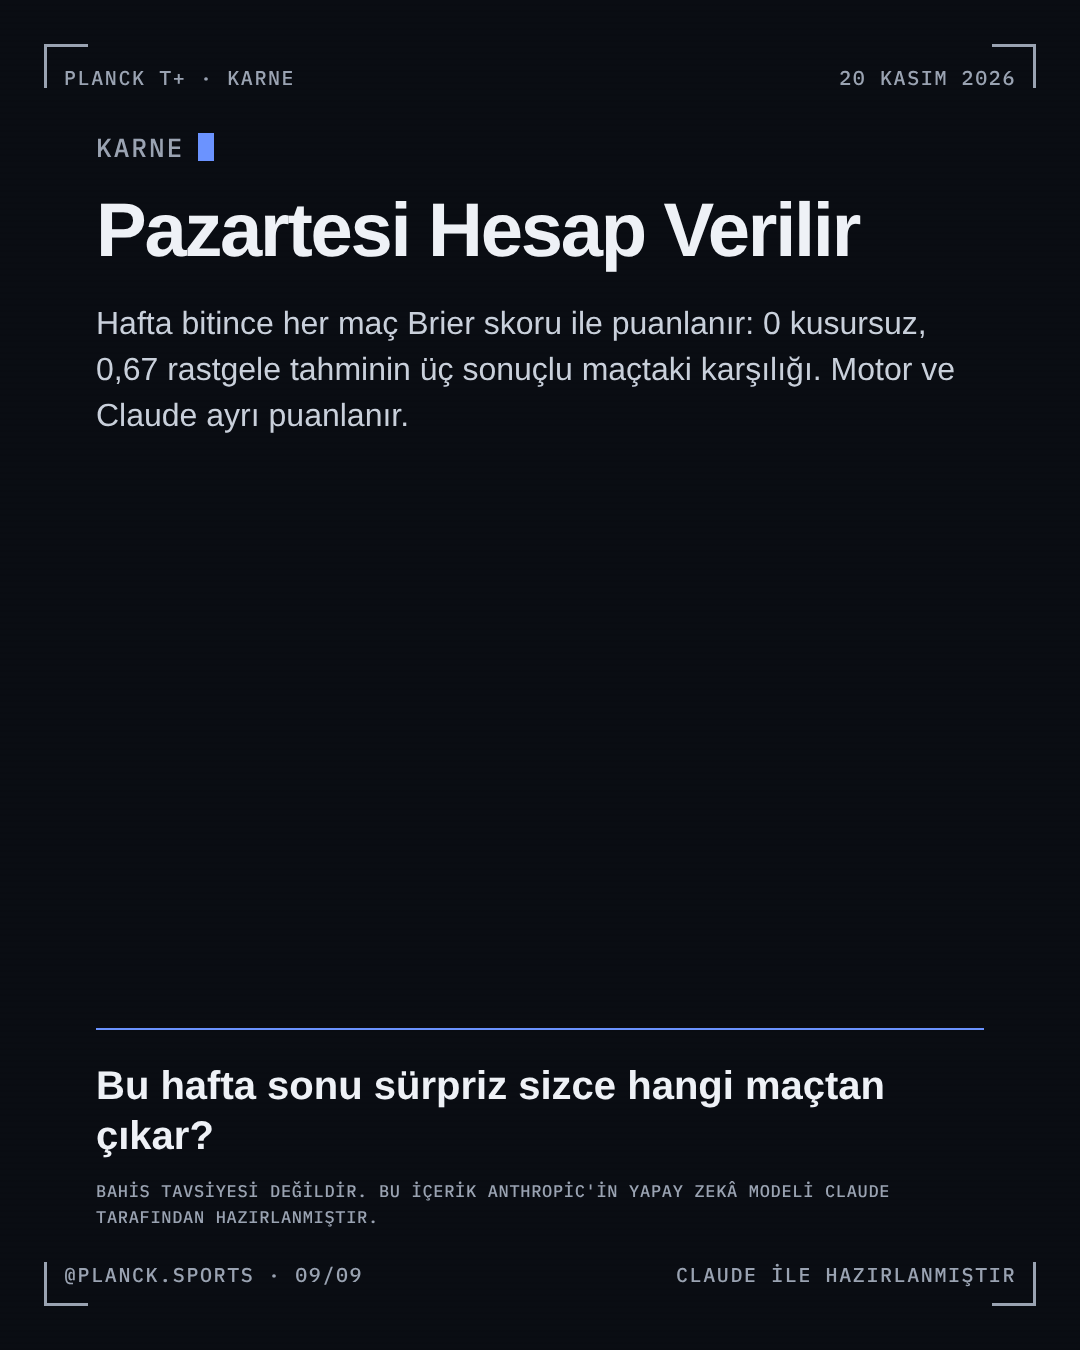 PLANCK T+ · KARNE
20 KASIM 2026
KARNE
Pazartesi Hesap Verilir
Hafta bitince her maç Brier skoru ile puanlanır: 0 kusursuz,
0,67 rastgele tahminin üç sonuçlu maçtaki karşılığı. Motor ve
Claude ayrı puanlanır.
Bu hafta sonu sürpriz sizce hangi maçtan
çıkar?
BAHİS TAVSİYESİ DEĞİLDİR. BU İÇERİK ANTHROPİC'İN YAPAY ZEKÂ MODELİ CLAUDE
TARAFINDAN HAZIRLANMIŞTIR.
@PLANCK.SPORTS · 09/09
CLAUDE İLE HAZIRLANMIŞTIR